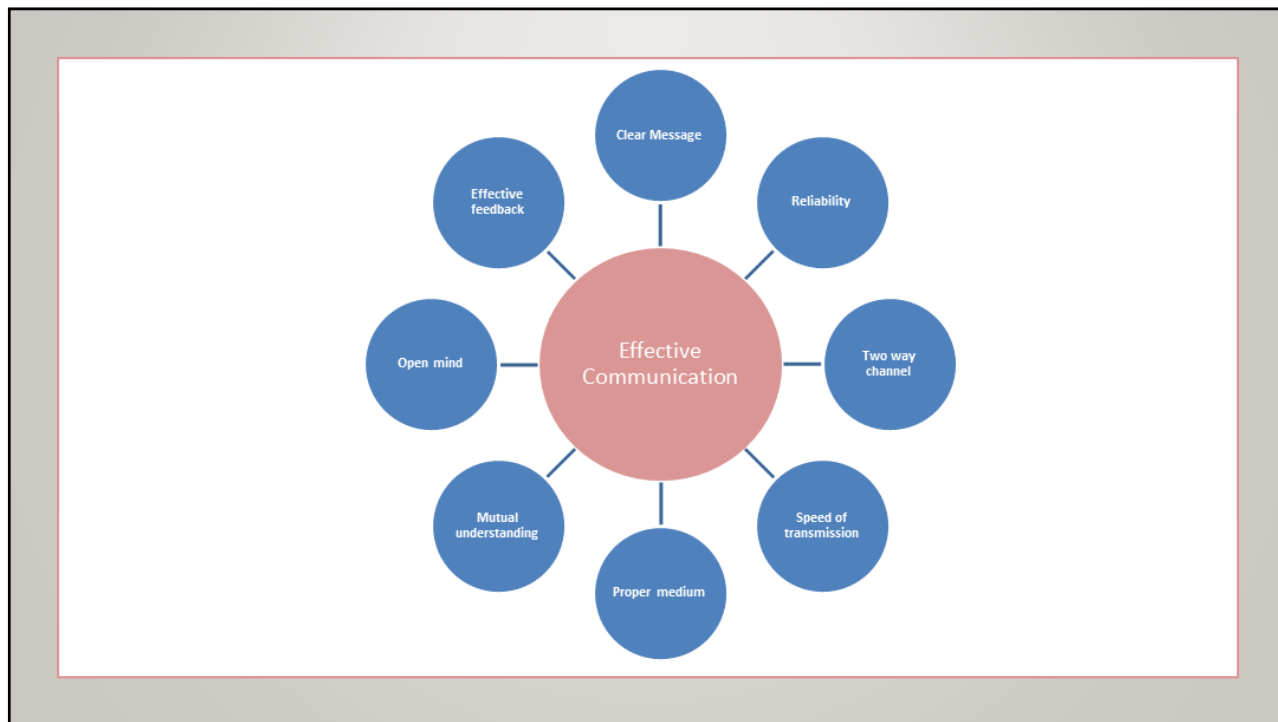 Clear Message
Reliability
Two way
channel
Speed of
transmission
Proper medium
Mutual
understanding
Open mind
Effective
feedback
Effective
Communication